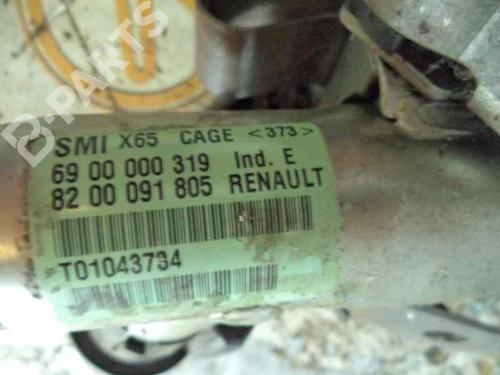 B-PARTS
SMI X65 CAGE <373>
69 00 000 319 Ind. E
82 00 091 805 RENAULT
T01043734